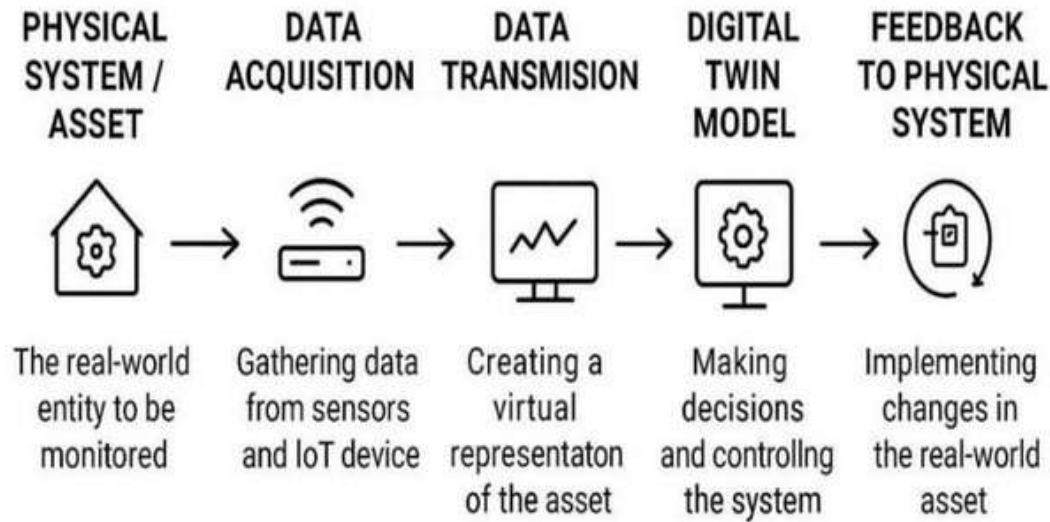 PHYSICAL
SYSTEM /
ASSET
DATA
ACQUISITION
DATA
TRANSMISION
DIGITAL
TWIN
MODEL
FEEDBACK
TO PHYSICAL
SYSTEM
The real-world
entity to be
monitored
Gathering data
from sensors
and IoT device
Creating a
virtual
representaton
of the asset
Making
decisions
and controllng
the system
Implementing
changes in
the real-world
asset